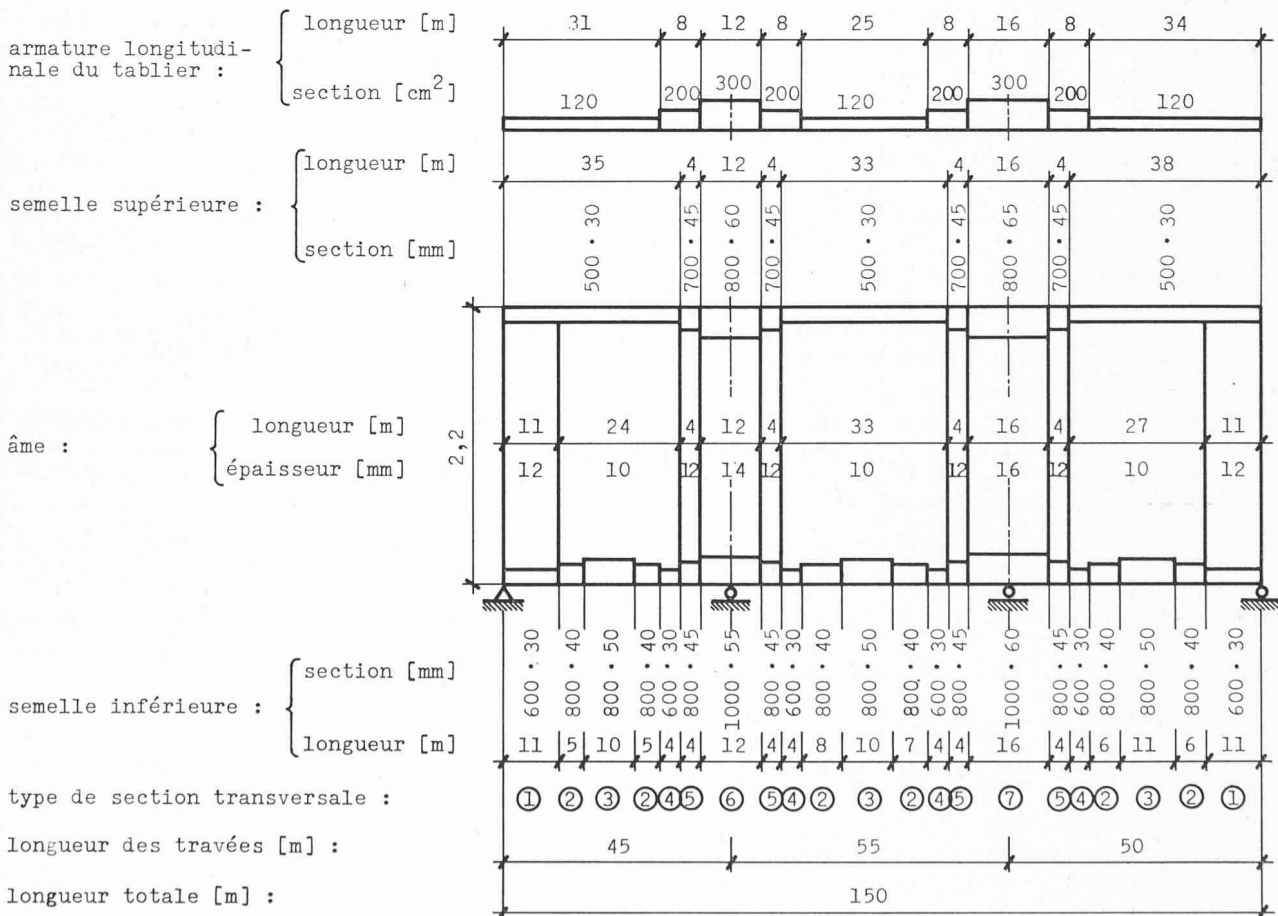 longueur [m] 31 8 12 8 25 8 16 8 34
armature longitudi-
nale du tablier :
section [cm²] 120 200 300 200 120 200 300 200 120
longueur [m] 35 4 12 4 33 4 16 4 38
semelle supérieure :
section [mm] 500 · 30 700 · 45 800 · 60 700 · 45 500 · 30 700 · 45 800 · 65 700 · 45 500 · 30
2,2
longueur [m] 11 24 4 12 4 33 4 16 4 27 11
âme :
épaisseur [mm] 12 10 12 14 12 10 12 16 12 10 12
section [mm] 600 · 30 800 · 40 800 · 50 800 · 40 600 · 30 800 · 45 1000 · 55 800 · 45 600 · 30 800 · 40 800 · 50 800 · 40 600 · 30 800 · 45 1000 · 60 800 · 45 600 · 30 800 · 40 800 · 50 800 · 40 600 · 30
semelle inférieure :
longueur [m] 11 5 10 5 4 4 12 4 4 8 10 7 4 4 16 4 4 6 11 6 11
type de section transversale : ① ② ③ ② ④ ⑤ ⑥ ⑤ ④ ② ③ ② ④ ⑤ ⑦ ⑤ ④ ② ③ ② ①
longueur des travées [m] : 45 55 50
longueur totale [m] : 150